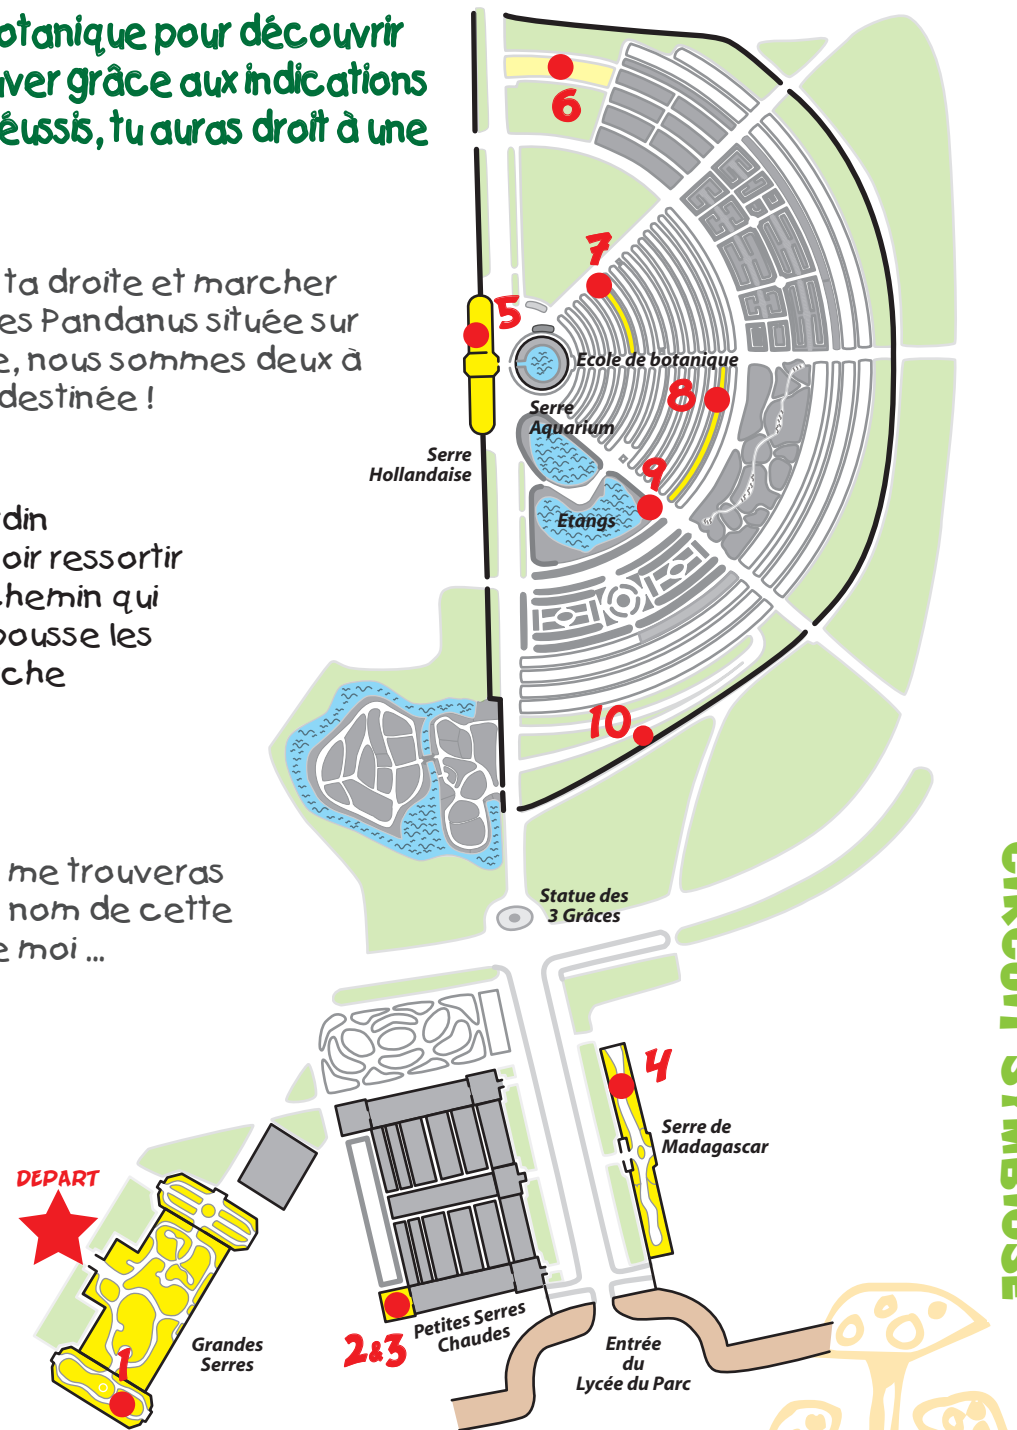 otanique pour découvrir
uver grâce aux indications
éussis, tu auras droit à une
ta droite et marcher
es Pandanus située sur
e, nous sommes deux à
destinée !
din
oir ressortir
chemin qui
pousse les
che
me trouveras
nom de cette
e moi ...
6
7
5
Ecole de botanique
8
Serre
Aquarium
Serre
Hollandaise
9
Etangs
10
Statue des
3 Grâces
4
Serre de
Madagascar
DEPART
1
Grandes
Serres
2&3
Petites Serres
Chaudes
Entrée
du
Lycée du Parc
CIRCUIT SYMBIOSE